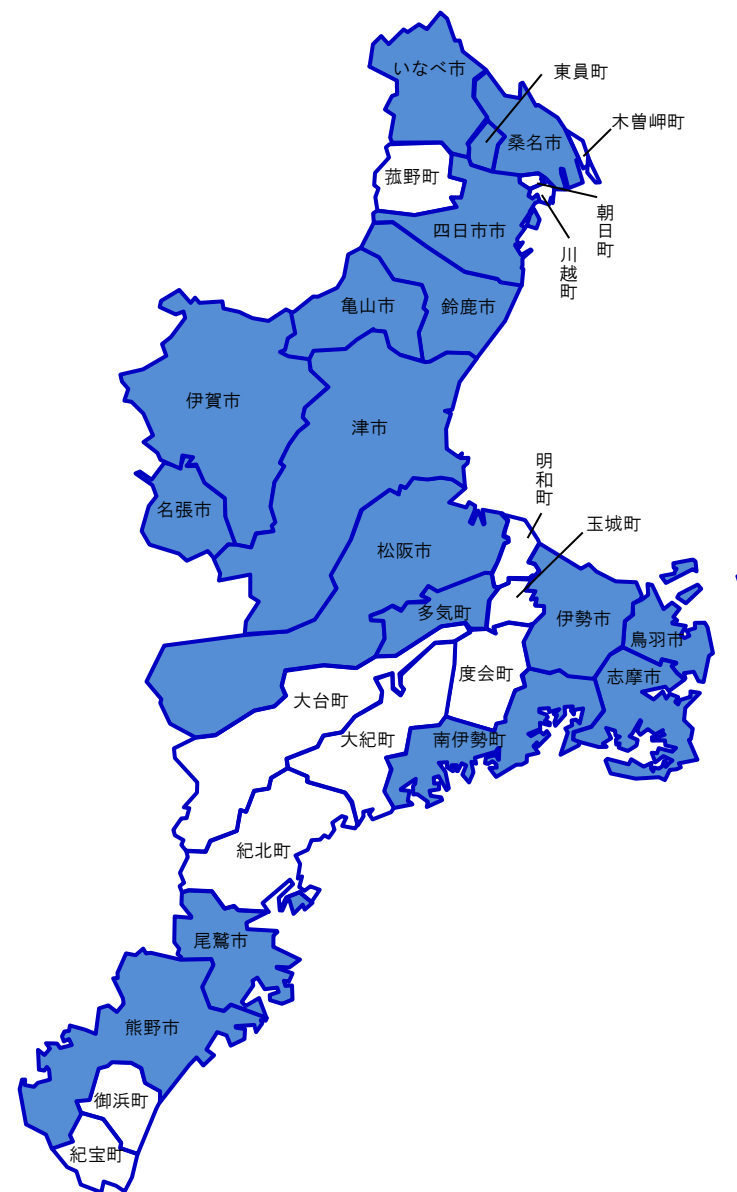 いなべ市
東員町
木曽岬町
桑名市
菰野町
朝日町
四日市市
川越町
亀山市
鈴鹿市
伊賀市
津市
明和町
名張市
玉城町
松阪市
多気町
伊勢市
鳥羽市
度会町
志摩市
大台町
大紀町
南伊勢町
紀北町
尾鷲市
熊野市
御浜町
紀宝町